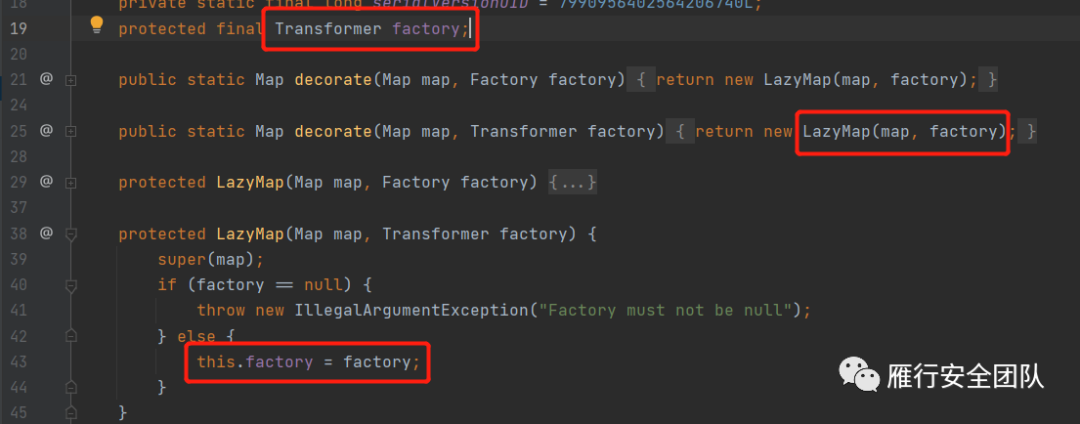 18 private static final long serialVersionUID = 7990956402564206740L;
19 protected final Transformer factory;
20
21 @ public static Map decorate(Map map, Factory factory) { return new LazyMap(map, factory); }
24
25 @ public static Map decorate(Map map, Transformer factory) { return new LazyMap(map, factory); }
28
29 @ protected LazyMap(Map map, Factory factory) {...}
37
38 @ protected LazyMap(Map map, Transformer factory) {
39 super(map);
40 if (factory == null) {
41 throw new IllegalArgumentException("Factory must not be null");
42 } else {
43 this.factory = factory;
44 }
45 }
雁行安全团队